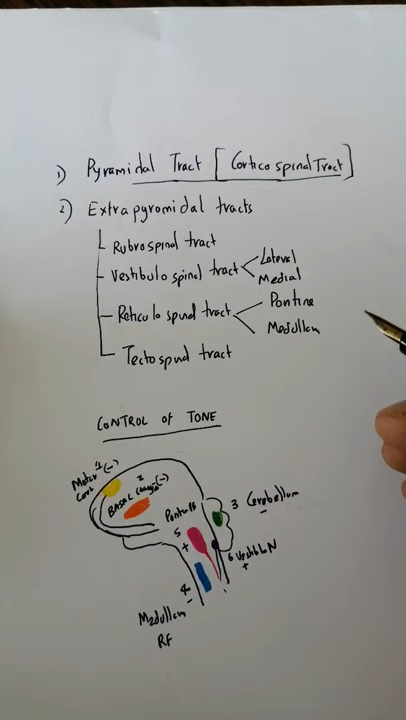 1) Pyramidal Tract [Cortico spinal Tract]
2) Extrapyramidal tracts
Rubrospinal tract
Vestibulo spinal tract
Lateral
Medial
Reticulo spinal tract
Pontine
Medullary
Tectospinal tract
CONTROL OF TONE
1 (-)
Motor
2
BASAL (-)
Pontine
5
+
3 Cerebellum
-
6 Vestibular N
+
4
-
Medullary
RF